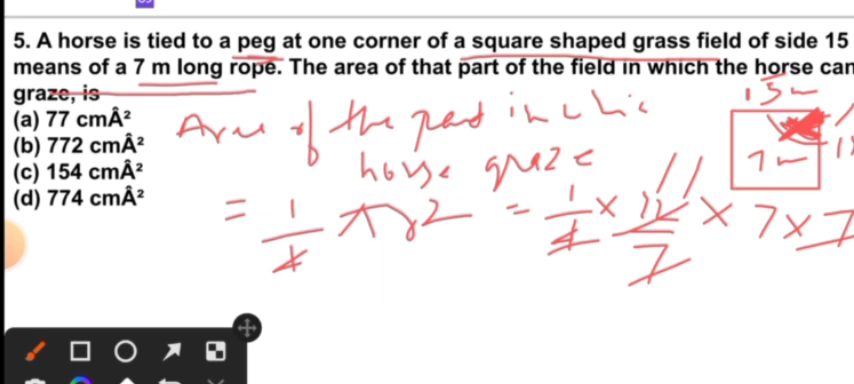 5. A horse is tied to a peg at one corner of a square shaped grass field of side 15
means of a 7 m long rope. The area of that part of the field in which the horse can
graze, is
(a) 77 cmÂ²
(b) 772 cmÂ²
(c) 154 cmÂ²
(d) 774 cmÂ²
15m
Area of the part in whic
horse graze
7m
= 1/4 πr2 = 1/4 × 22/7 × 7 × 7
11